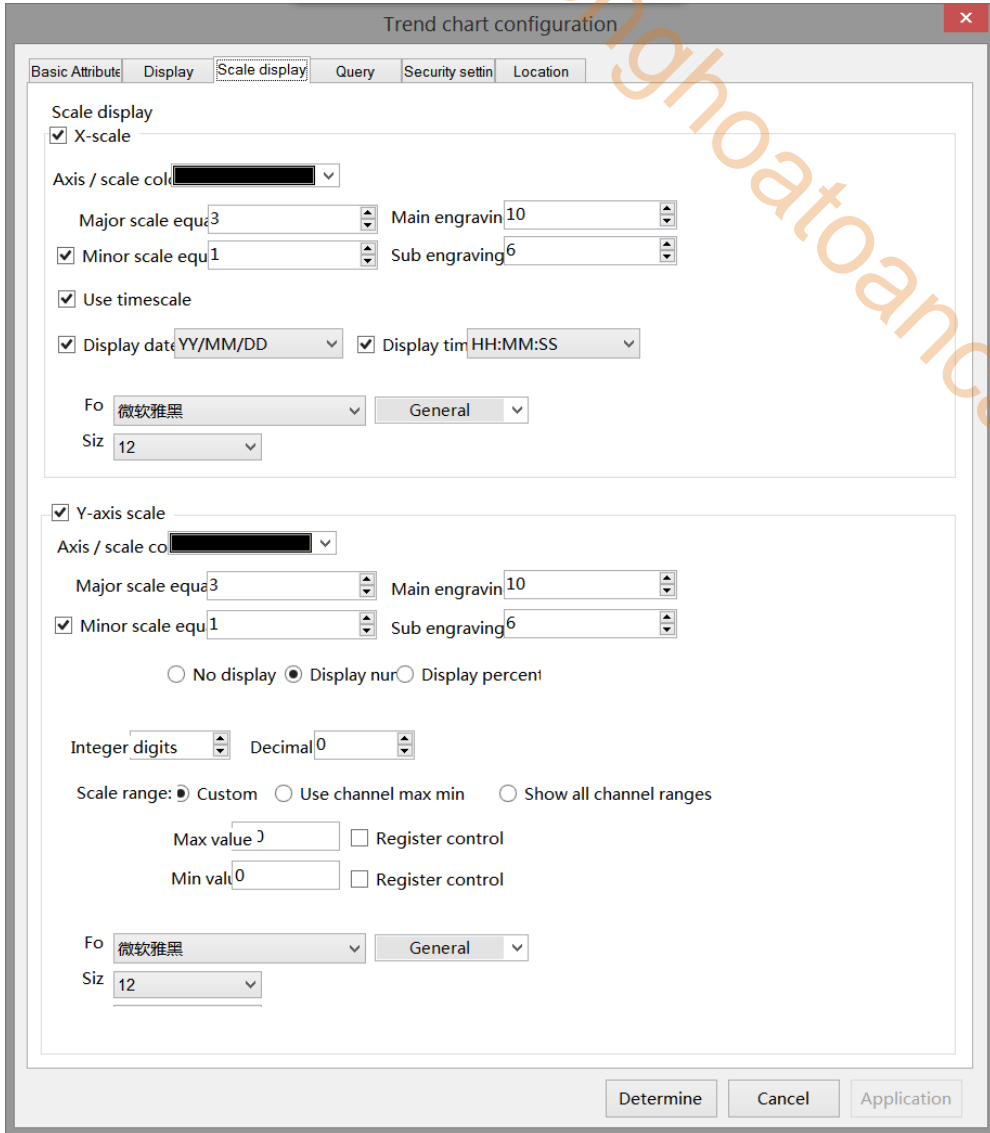 Trend chart configuration
Basic Attribute Display Scale display Query Security settin Location
Scale display
X-scale
Axis / scale col
Major scale equa 3 Main engravin 10
Minor scale equ 1 Sub engraving 6
Use timescale
Display date YY/MM/DD Display tim HH:MM:SS
Fo 微软雅黑 General
Siz 12
Y-axis scale
Axis / scale co
Major scale equa 3 Main engravin 10
Minor scale equ 1 Sub engraving 6
No display Display nur Display percent
Integer digits Decimal 0
Scale range: Custom Use channel max min Show all channel ranges
Max value Register control
Min valu 0 Register control
Fo 微软雅黑 General
Siz 12
Determine Cancel Application